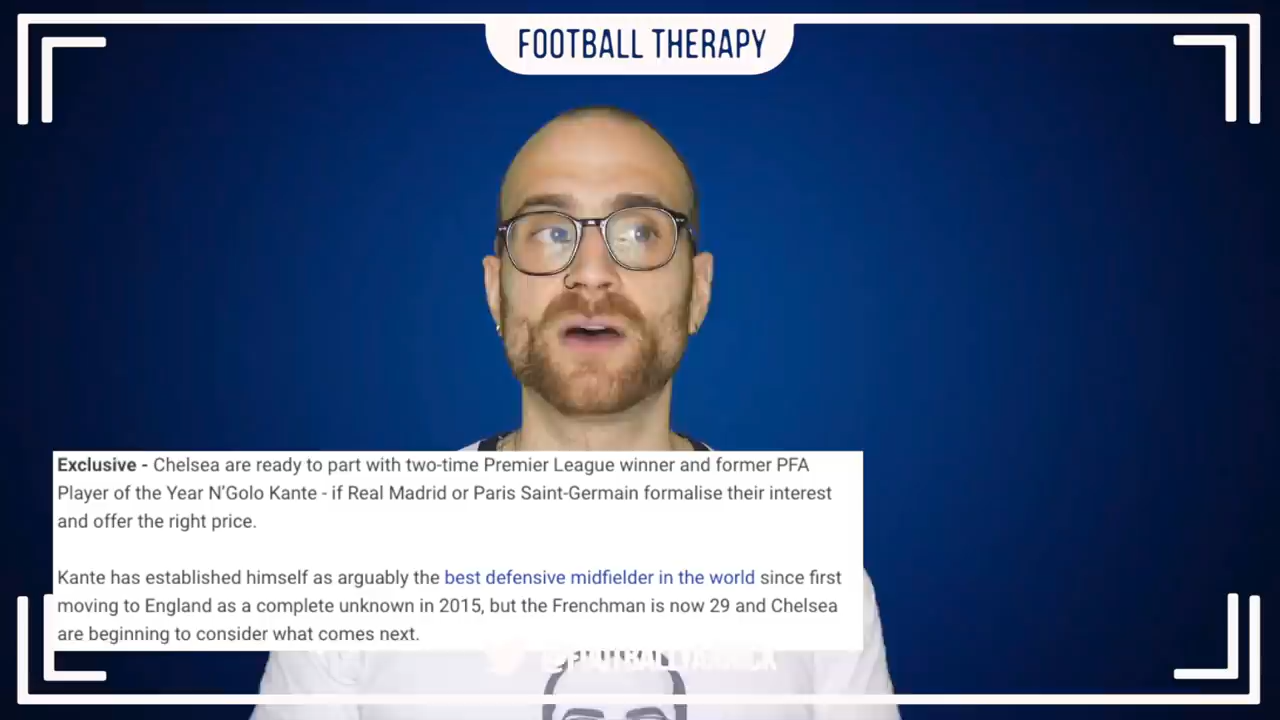 FOOTBALL THERAPY
Exclusive - Chelsea are ready to part with two-time Premier League winner and former PFA
Player of the Year N'Golo Kante - if Real Madrid or Paris Saint-Germain formalise their interest
and offer the right price.
Kante has established himself as arguably the best defensive midfielder in the world since first
moving to England as a complete unknown in 2015, but the Frenchman is now 29 and Chelsea
are beginning to consider what comes next.